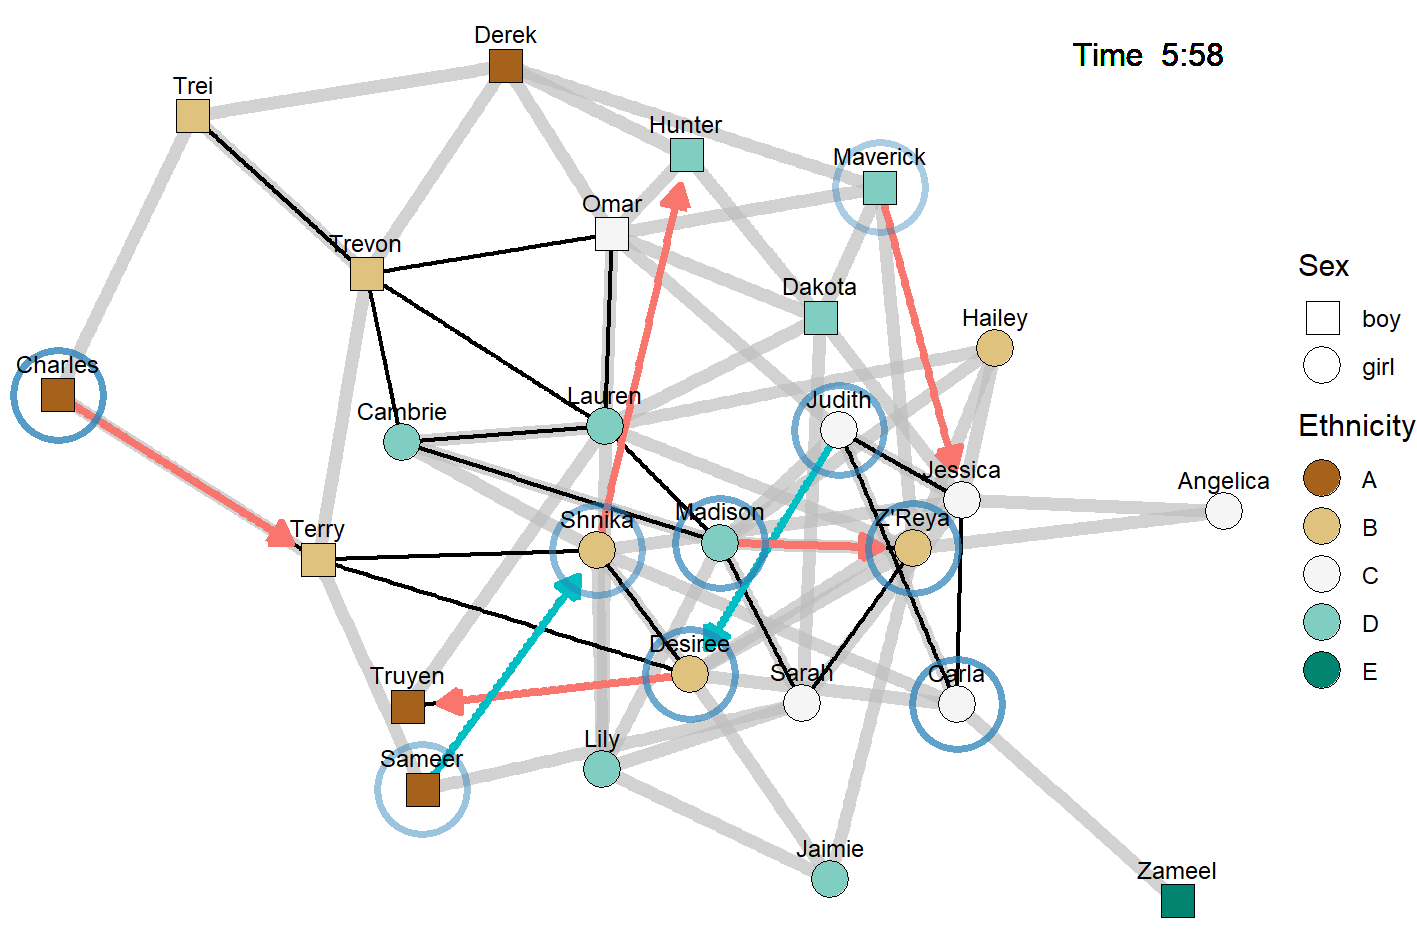 Derek
Time 5:58
Trei
Hunter
Maverick
Omar
Trevon
Dakota
Hailey
Sex
boy
girl
Charles
Cambrie
Lauren
Judith
Ethnicity
A
B
C
D
E
Jessica
Angelica
Terry
Shnika
Madison
Z'Reya
Desiree
Truyen
Sarah
Carla
Sameer
Lily
Jaimie
Zameel